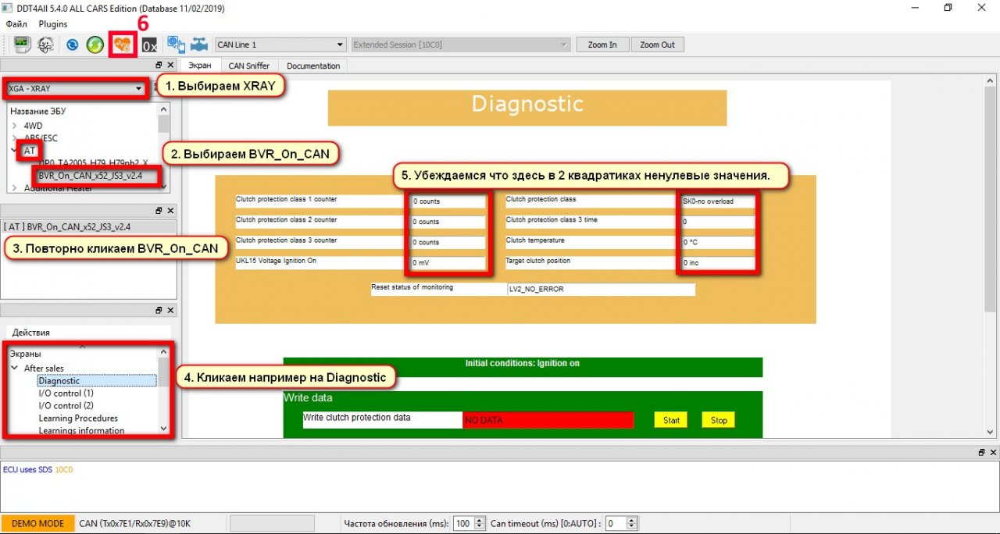 DDT4All 5.4.0 ALL CARS Edition (Database 11/02/2019)
Файл Plugins
6
0x
CAN Line 1
Extended Session [10C0]
Zoom In
Zoom Out
Экран
CAN Sniffer
Documentation
XGA - XRAY
1. Выбираем XRAY
Название ЭБУ
4WD
ABS/ESC
AT
DP0_TA2005_H79_H79ph2_X
BVR_On_CAN_x52_JS3_v2.4
Additional Heater
2. Выбираем BVR_On_CAN
[ AT ] BVR_On_CAN_x52_JS3_v2.4
3. Повторно кликаем BVR_On_CAN
Действия
Экраны
After sales
Diagnostic
I/O control (1)
I/O control (2)
Learning Procedures
Learnings information
4. Кликаем например на Diagnostic
Diagnostic
5. Убеждаемся что здесь в 2 квадратиках ненулевые значения.
Clutch protection class 1 counter 0 counts Clutch protection class SK0-no overload
Clutch protection class 2 counter 0 counts Clutch protection class 3 time 0
Clutch protection class 3 counter 0 counts Clutch temperature 0 °C
UKL15 Voltage Ignition On 0 mV Target clutch position 0 inc
Reset status of monitoring LV2_NO_ERROR
Initial conditions: Ignition on
Write data
Write clutch protection data NO DATA Start Stop
ECU uses SDS 10C0
DEMO MODE CAN (Tx0x7E1/Rx0x7E9)@10K Частота обновления (ms): 100 Can timeout (ms) [0:AUTO] : 0